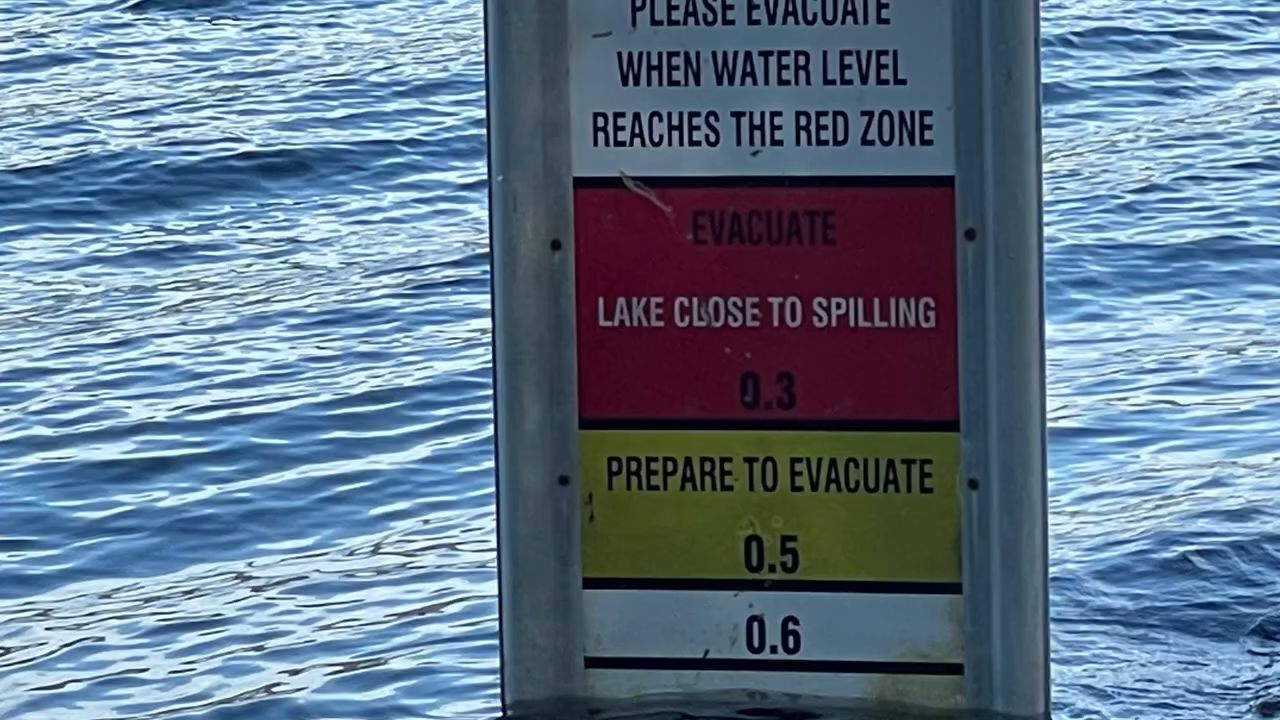 PLEASE EVACUATE
WHEN WATER LEVEL
REACHES THE RED ZONE
EVACUATE
LAKE CLOSE TO SPILLING
0.3
PREPARE TO EVACUATE
0.5
0.6